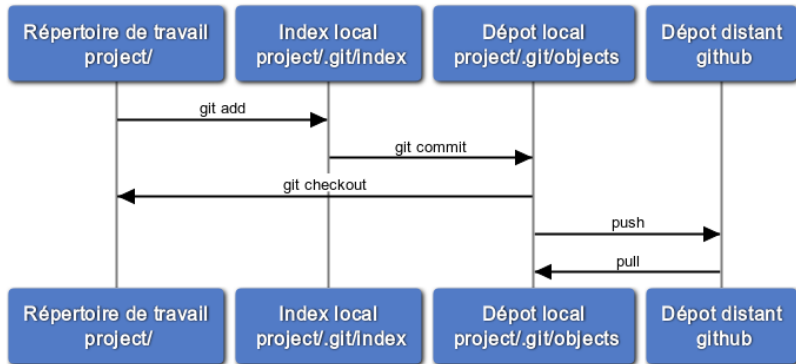 Répertoire de travail
project/
Index local
project/.git/index
Dépot local
project/.git/objects
Dépot distant
github
git add
git commit
git checkout
push
pull
Répertoire de travail
project/
Index local
project/.git/index
Dépot local
project/.git/objects
Dépot distant
github